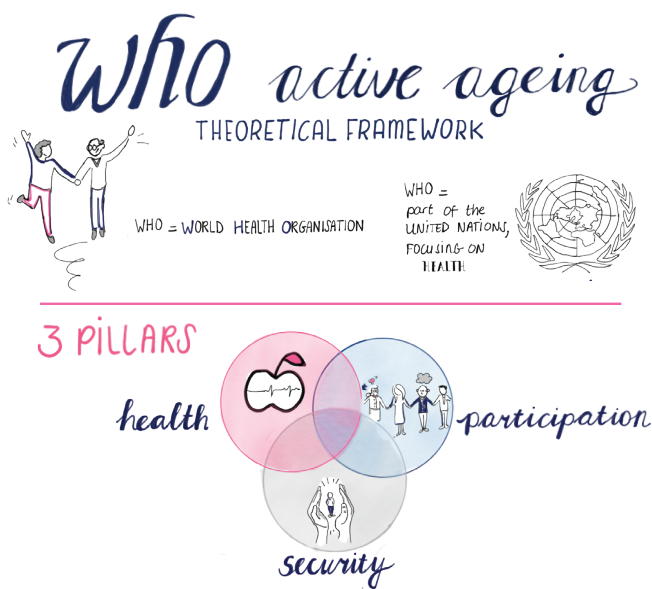 WHO active ageing
THEORETICAL FRAMEWORK
WHO = WORLD HEALTH ORGANISATION
WHO =
part of the
UNITED NATIONS,
FOCUSING ON
HEALTH
3 PILLARS
health
participation
security